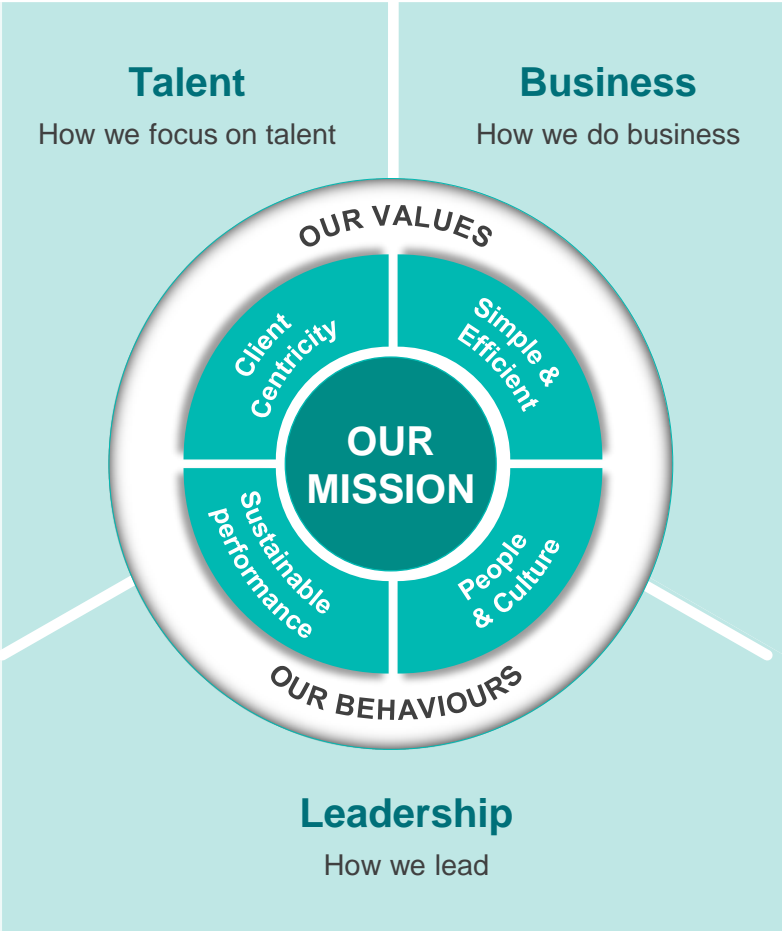 Talent
How we focus on talent
Business
How we do business
OUR VALUES
Client
Centricity
Simple &
Efficient
OUR
MISSION
Sustainable
performance
People
& Culture
OUR BEHAVIOURS
Leadership
How we lead